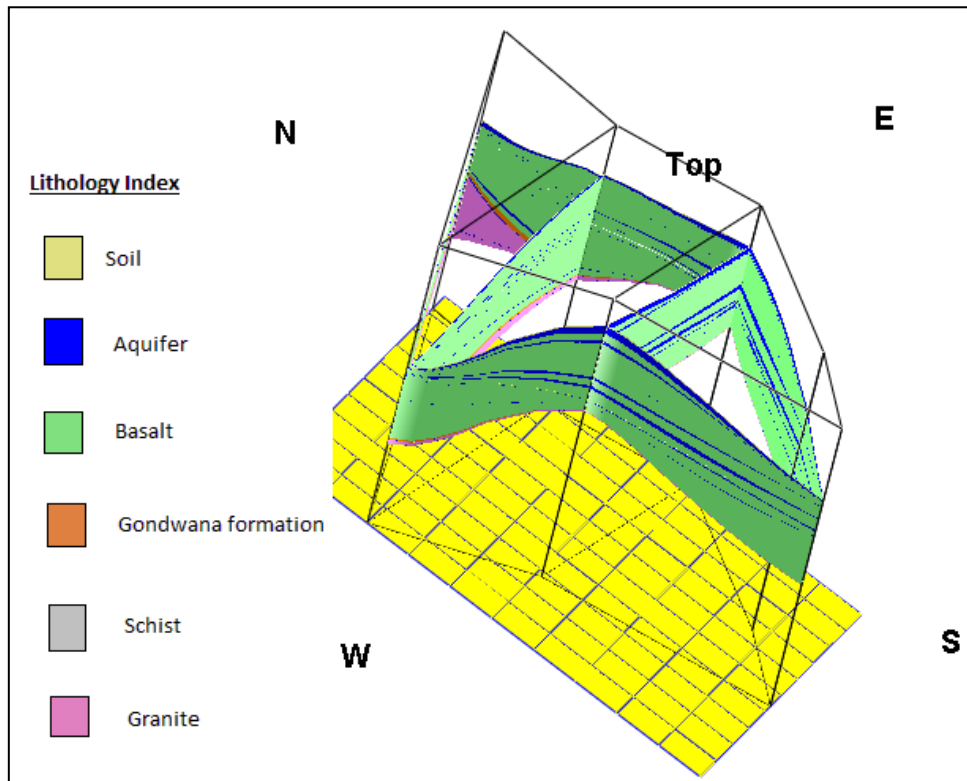 N
E
Top
Lithology Index
Soil
Aquifer
Basalt
Gondwana formation
Schist
W
S
Granite